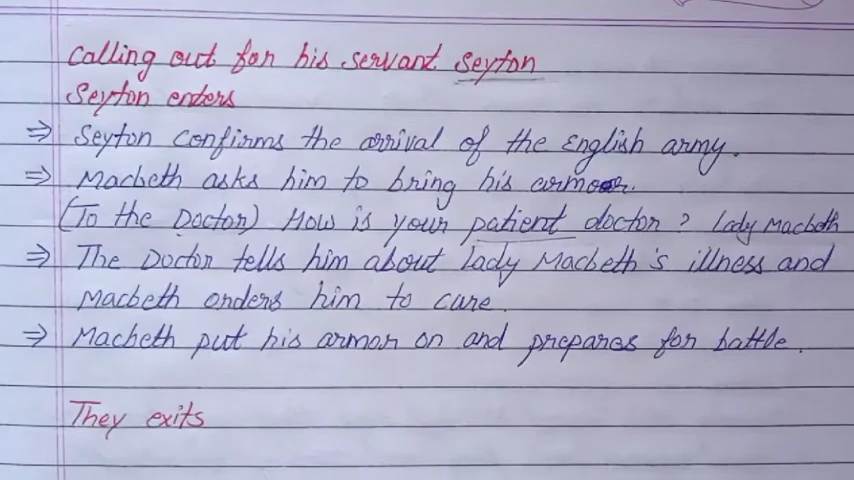 Calling out for his servant Seyton
Seyton enters
⇒ Seyton confirms the arrival of the English army.
⇒ Macbeth asks him to bring his armoor.
(To the Doctor) How is your patient doctor? Lady Macbeth
⇒ The Doctor tells him about Lady Macbeth's illness and
Macbeth orders him to cure.
⇒ Macbeth put his armor on and prepares for battle.
They exits